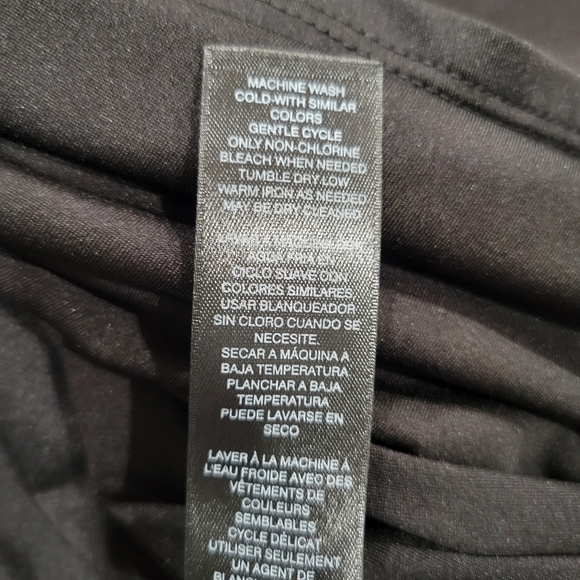 MACHINE WASH
COLD-WITH SIMILAR
COLORS
GENTLE CYCLE
ONLY NON-CHLORINE
BLEACH WHEN NEEDED
TUMBLE DRY LOW
WARM IRON AS NEEDED
MAY BE DRY CLEANED
AGUA FRIA EN
CICLO SUAVE CON
COLORES SIMILARES
USAR BLANQUEADOR
SIN CLORO CUANDO SE
NECESITE.
SECAR A MÁQUINA A
BAJA TEMPERATURA
PLANCHAR A BAJA
TEMPERATURA
PUEDE LAVARSE EN
SECO
LAVER À LA MACHINE À
L'EAU FROIDE AVEC DES
VÊTEMENTS DE
COULEURS
SEMBLABLES
CYCLE DÉLICAT
UTILISER SEULEMENT
UN AGENT DE